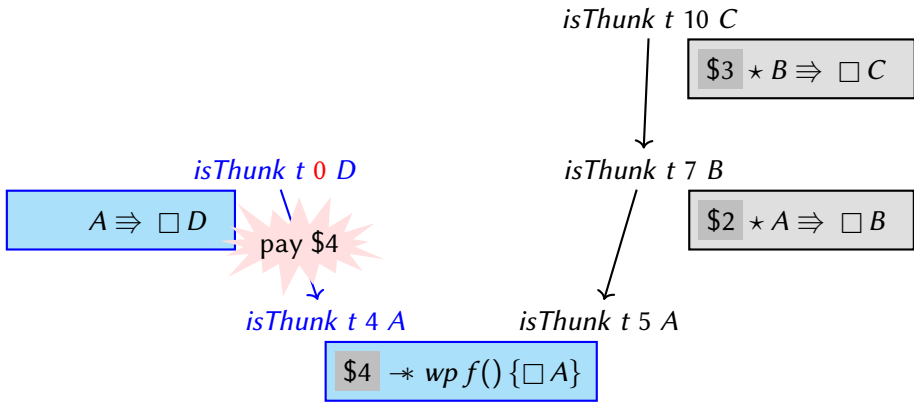 isThunk t 10 C
$3 ⋆ B ⇛ □ C
isThunk t 0 D
isThunk t 7 B
A ⇛ □ D
$2 ⋆ A ⇛ □ B
pay $4
isThunk t 4 A
isThunk t 5 A
$4 -∗ wp f() {□ A}